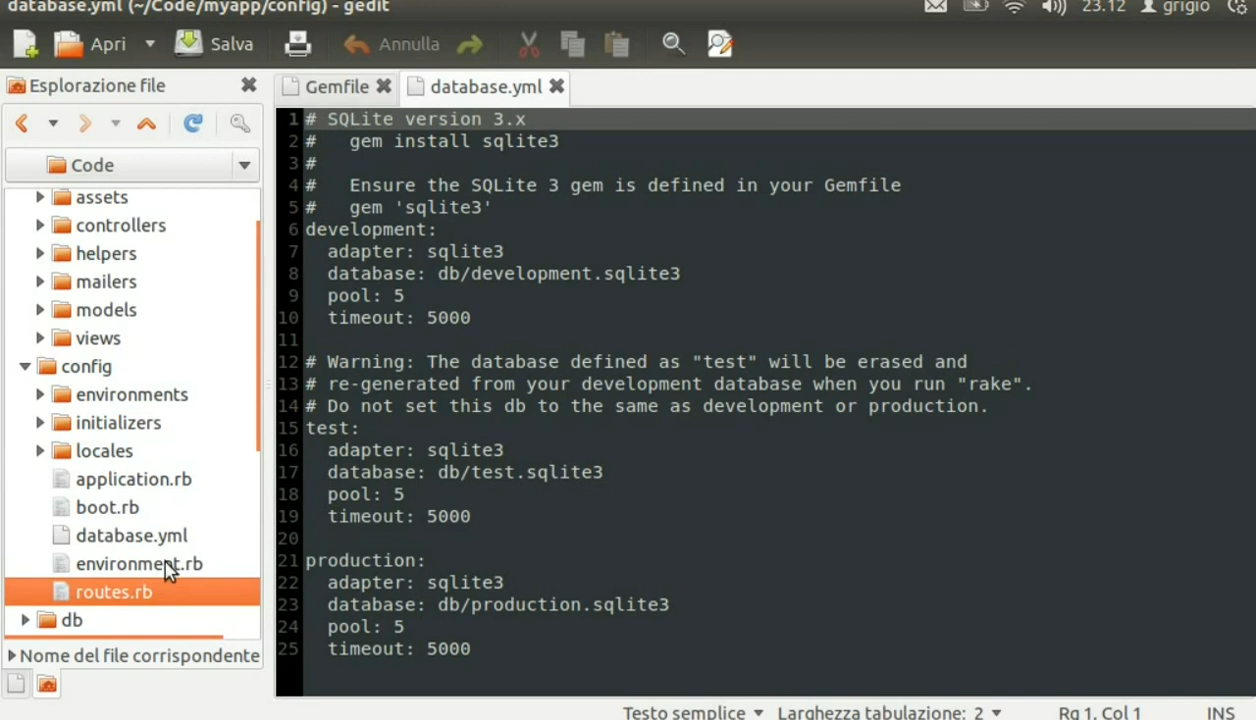 database.yml (~/Code/myapp/config) - gedit
23.12 grigio
Apri Salva Annulla
Esplorazione file
Gemfile database.yml
Code
assets
controllers
helpers
mailers
models
views
config
environments
initializers
locales
application.rb
boot.rb
database.yml
environment.rb
routes.rb
db
Nome del file corrispondente
1 # SQLite version 3.x
2 #   gem install sqlite3
3 #
4 #   Ensure the SQLite 3 gem is defined in your Gemfile
5 #   gem 'sqlite3'
6 development:
7   adapter: sqlite3
8   database: db/development.sqlite3
9   pool: 5
10   timeout: 5000
11
12 # Warning: The database defined as "test" will be erased and
13 # re-generated from your development database when you run "rake".
14 # Do not set this db to the same as development or production.
15 test:
16   adapter: sqlite3
17   database: db/test.sqlite3
18   pool: 5
19   timeout: 5000
20
21 production:
22   adapter: sqlite3
23   database: db/production.sqlite3
24   pool: 5
25   timeout: 5000
Testo semplice Larghezza tabulazione: 2 Rg 1, Col 1 INS